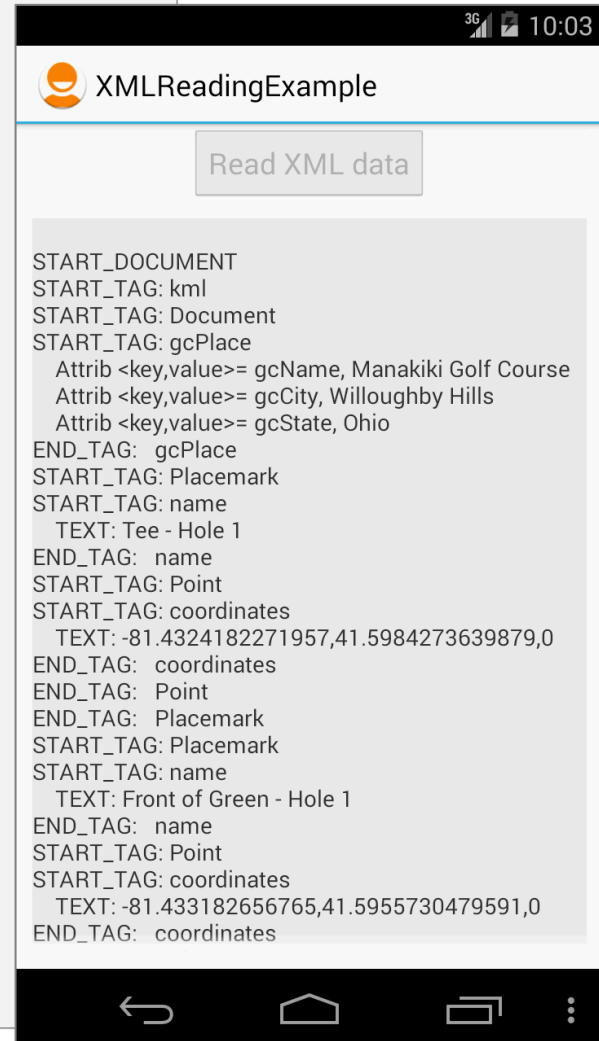 3G 10:03
XMLReadingExample
Read XML data
START_DOCUMENT
START_TAG: kml
START_TAG: Document
START_TAG: gcPlace
Attrib <key,value>= gcName, Manakiki Golf Course
Attrib <key,value>= gcCity, Willoughby Hills
Attrib <key,value>= gcState, Ohio
END_TAG: gcPlace
START_TAG: Placemark
START_TAG: name
TEXT: Tee - Hole 1
END_TAG: name
START_TAG: Point
START_TAG: coordinates
TEXT: -81.4324182271957,41.5984273639879,0
END_TAG: coordinates
END_TAG: Point
END_TAG: Placemark
START_TAG: Placemark
START_TAG: name
TEXT: Front of Green - Hole 1
END_TAG: name
START_TAG: Point
START_TAG: coordinates
TEXT: -81.433182656765,41.5955730479591,0
END_TAG: coordinates